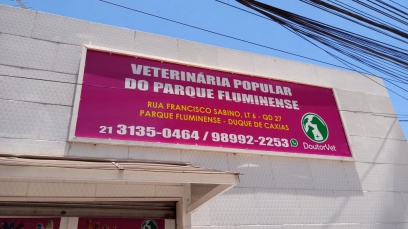 VETERINÁRIA POPULAR
DO PARQUE FLUMINENSE
RUA FRANCISCO SABINO, LT 6 - QD 27
PARQUE FLUMINENSE - DUQUE DE CAXIAS
21 3135-0464 / 98992-2253
DoutorVet